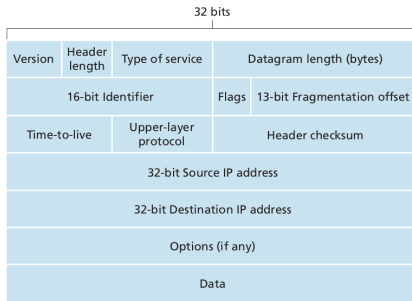 32 bits
Version Header length Type of service Datagram length (bytes)
16-bit Identifier Flags 13-bit Fragmentation offset
Time-to-live Upper-layer protocol Header checksum
32-bit Source IP address
32-bit Destination IP address
Options (if any)
Data